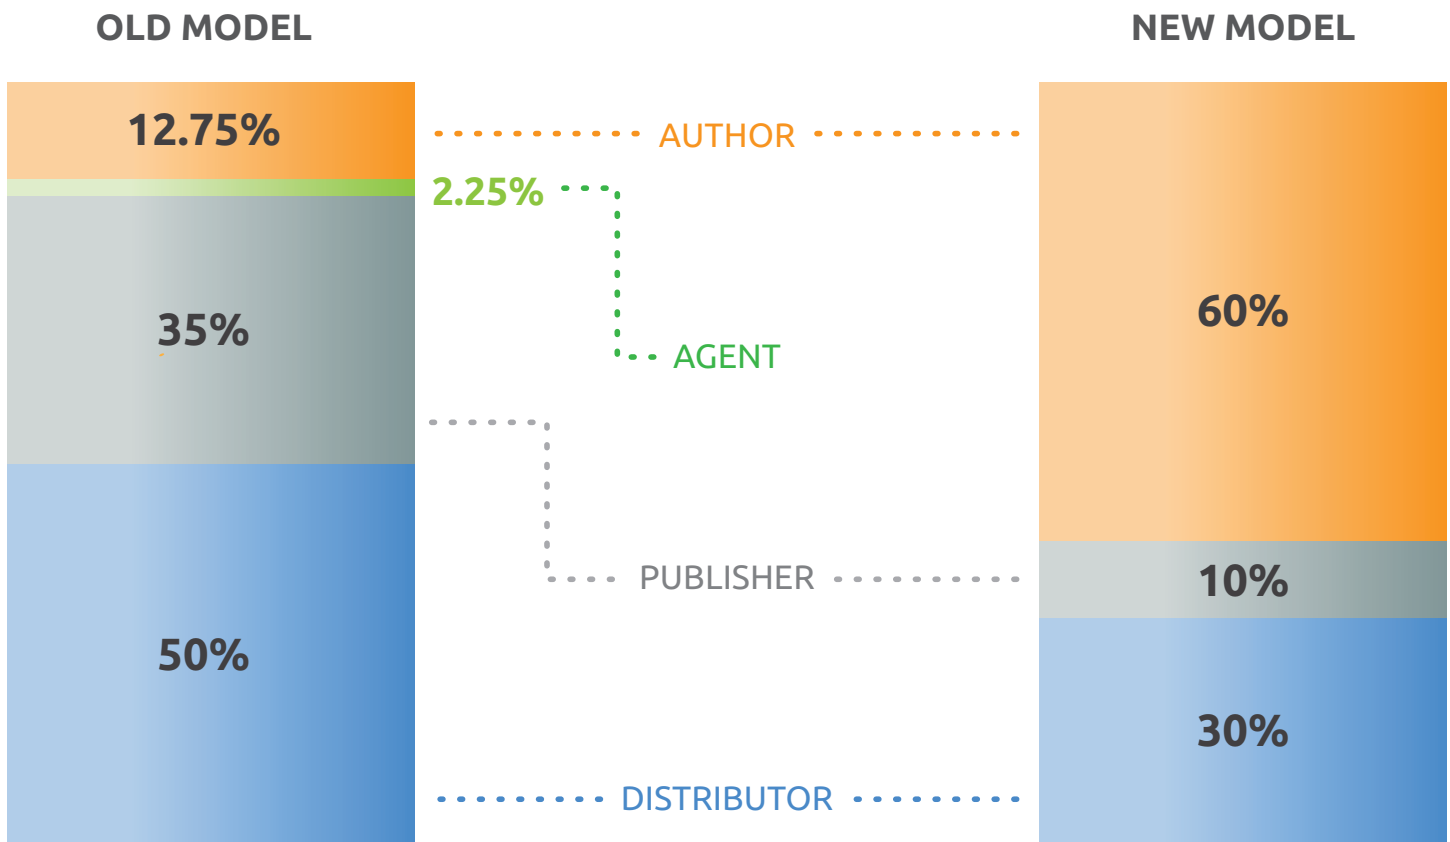 OLD MODEL
NEW MODEL
12.75%
AUTHOR
2.25%
60%
35%
AGENT
PUBLISHER
10%
50%
30%
DISTRIBUTOR